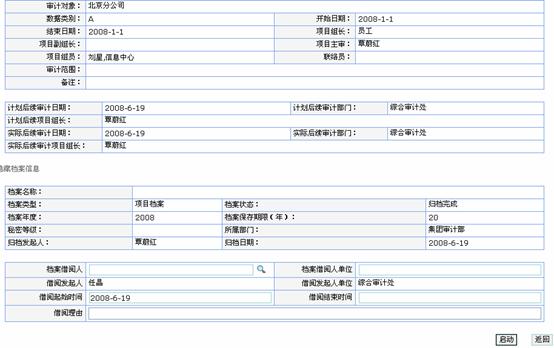 审计对象： 北京分公司
数据类别： A 开始日期： 2008-1-1
结束日期： 2008-1-1 项目组长： 员工
项目副组长： 项目主审： 覃蔚红
项目组员： 刘星,信息中心 联络员：
审计范围：
备注：
计划后续审计日期： 2008-6-19 计划后续审计部门： 综合审计处
计划后续项目组长： 覃蔚红
实际后续审计日期： 2008-6-19 实际后续审计部门： 综合审计处
实际后续审计项目组长： 覃蔚红
隐藏档案信息
档案名称：
档案类型： 项目档案 档案状态： 归档完成
档案年度： 2008 档案保存期限（年）： 20
秘密等级： 所属部门： 集团审计部
归档发起人： 覃蔚红 归档日期： 2008-6-19
档案借阅人 档案借阅人单位
借阅发起人 任晶 借阅发起人单位 综合审计处
借阅起始时间 2008-6-19 借阅结束时间
借阅理由
启动 返回